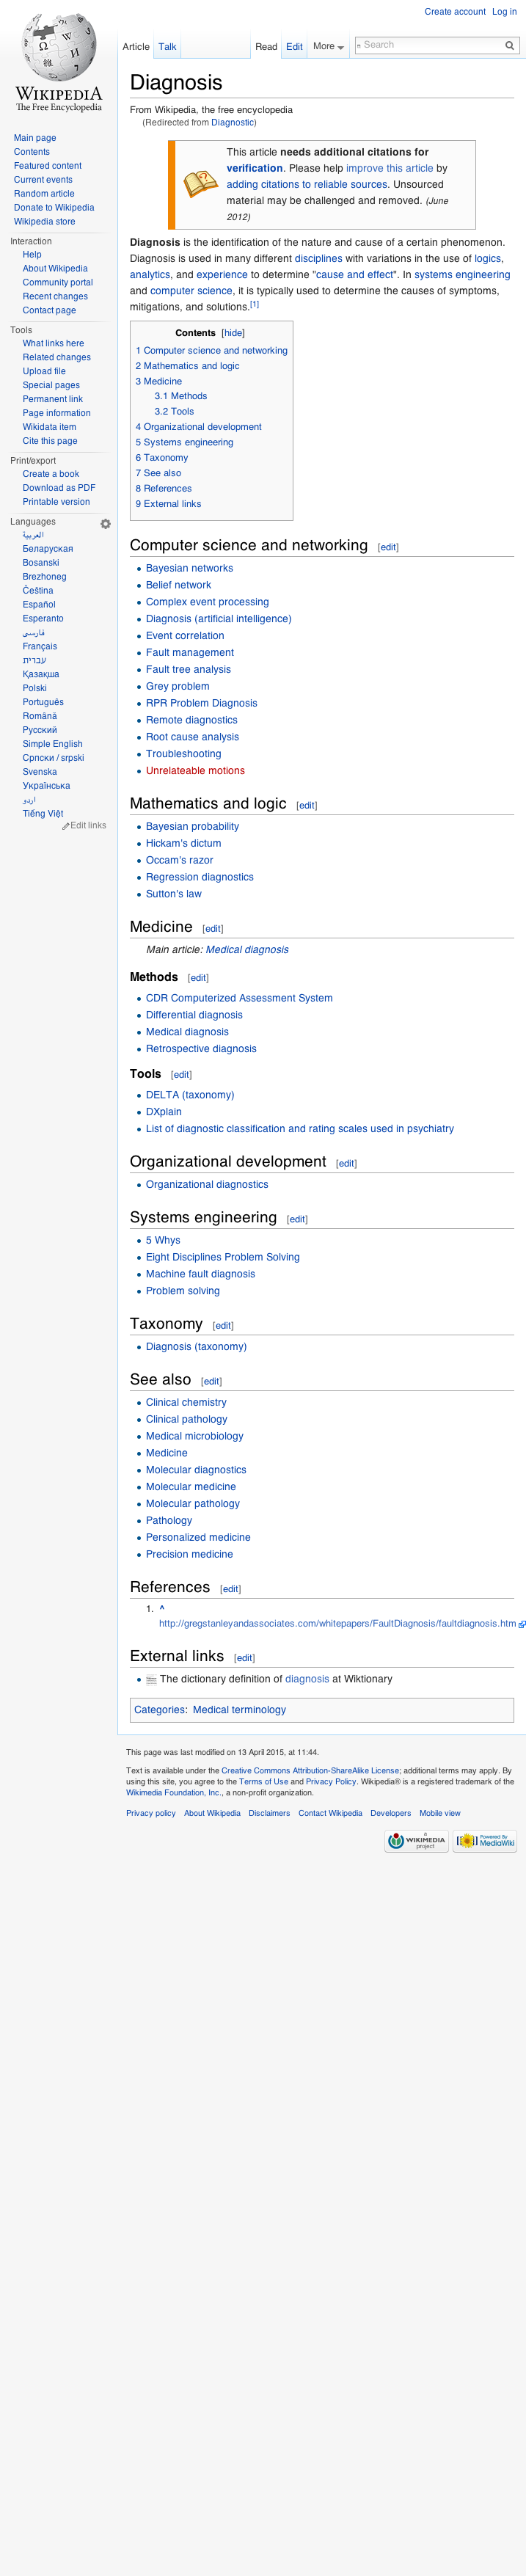 Create account Log in
WIKIPEDIA
The Free Encyclopedia
Main page
Contents
Featured content
Current events
Random article
Donate to Wikipedia
Wikipedia store
Interaction
Help
About Wikipedia
Community portal
Recent changes
Contact page
Tools
What links here
Related changes
Upload file
Special pages
Permanent link
Page information
Wikidata item
Cite this page
Print/export
Create a book
Download as PDF
Printable version
Languages
العربية
Беларуская
Bosanski
Brezhoneg
Čeština
Español
Esperanto
فارسی
Français
עברית
Қазақша
Polski
Português
Română
Русский
Simple English
Српски / srpski
Svenska
Українська
اردو
Tiếng Việt
Edit links
Article Talk Read Edit More Search
Diagnosis
From Wikipedia, the free encyclopedia
(Redirected from Diagnostic)
This article needs additional citations for
verification. Please help improve this article by
adding citations to reliable sources. Unsourced
material may be challenged and removed. (June
2012)
Diagnosis is the identification of the nature and cause of a certain phenomenon.
Diagnosis is used in many different disciplines with variations in the use of logics,
analytics, and experience to determine "cause and effect". In systems engineering
and computer science, it is typically used to determine the causes of symptoms,
mitigations, and solutions.[1]
Contents [hide]
1 Computer science and networking
2 Mathematics and logic
3 Medicine
3.1 Methods
3.2 Tools
4 Organizational development
5 Systems engineering
6 Taxonomy
7 See also
8 References
9 External links
Computer science and networking [edit]
• Bayesian networks
• Belief network
• Complex event processing
• Diagnosis (artificial intelligence)
• Event correlation
• Fault management
• Fault tree analysis
• Grey problem
• RPR Problem Diagnosis
• Remote diagnostics
• Root cause analysis
• Troubleshooting
• Unrelateable motions
Mathematics and logic [edit]
• Bayesian probability
• Hickam's dictum
• Occam's razor
• Regression diagnostics
• Sutton's law
Medicine [edit]
Main article: Medical diagnosis
Methods [edit]
• CDR Computerized Assessment System
• Differential diagnosis
• Medical diagnosis
• Retrospective diagnosis
Tools [edit]
• DELTA (taxonomy)
• DXplain
• List of diagnostic classification and rating scales used in psychiatry
Organizational development [edit]
• Organizational diagnostics
Systems engineering [edit]
• 5 Whys
• Eight Disciplines Problem Solving
• Machine fault diagnosis
• Problem solving
Taxonomy [edit]
• Diagnosis (taxonomy)
See also [edit]
• Clinical chemistry
• Clinical pathology
• Medical microbiology
• Medicine
• Molecular diagnostics
• Molecular medicine
• Molecular pathology
• Pathology
• Personalized medicine
• Precision medicine
References [edit]
1. ^
http://gregstanleyandassociates.com/whitepapers/FaultDiagnosis/faultdiagnosis.htm
External links [edit]
• The dictionary definition of diagnosis at Wiktionary
Categories: Medical terminology
This page was last modified on 13 April 2015, at 11:44.
Text is available under the Creative Commons Attribution-ShareAlike License; additional terms may apply. By
using this site, you agree to the Terms of Use and Privacy Policy. Wikipedia® is a registered trademark of the
Wikimedia Foundation, Inc., a non-profit organization.
Privacy policy About Wikipedia Disclaimers Contact Wikipedia Developers Mobile view
a WIKIMEDIA project
Powered By MediaWiki